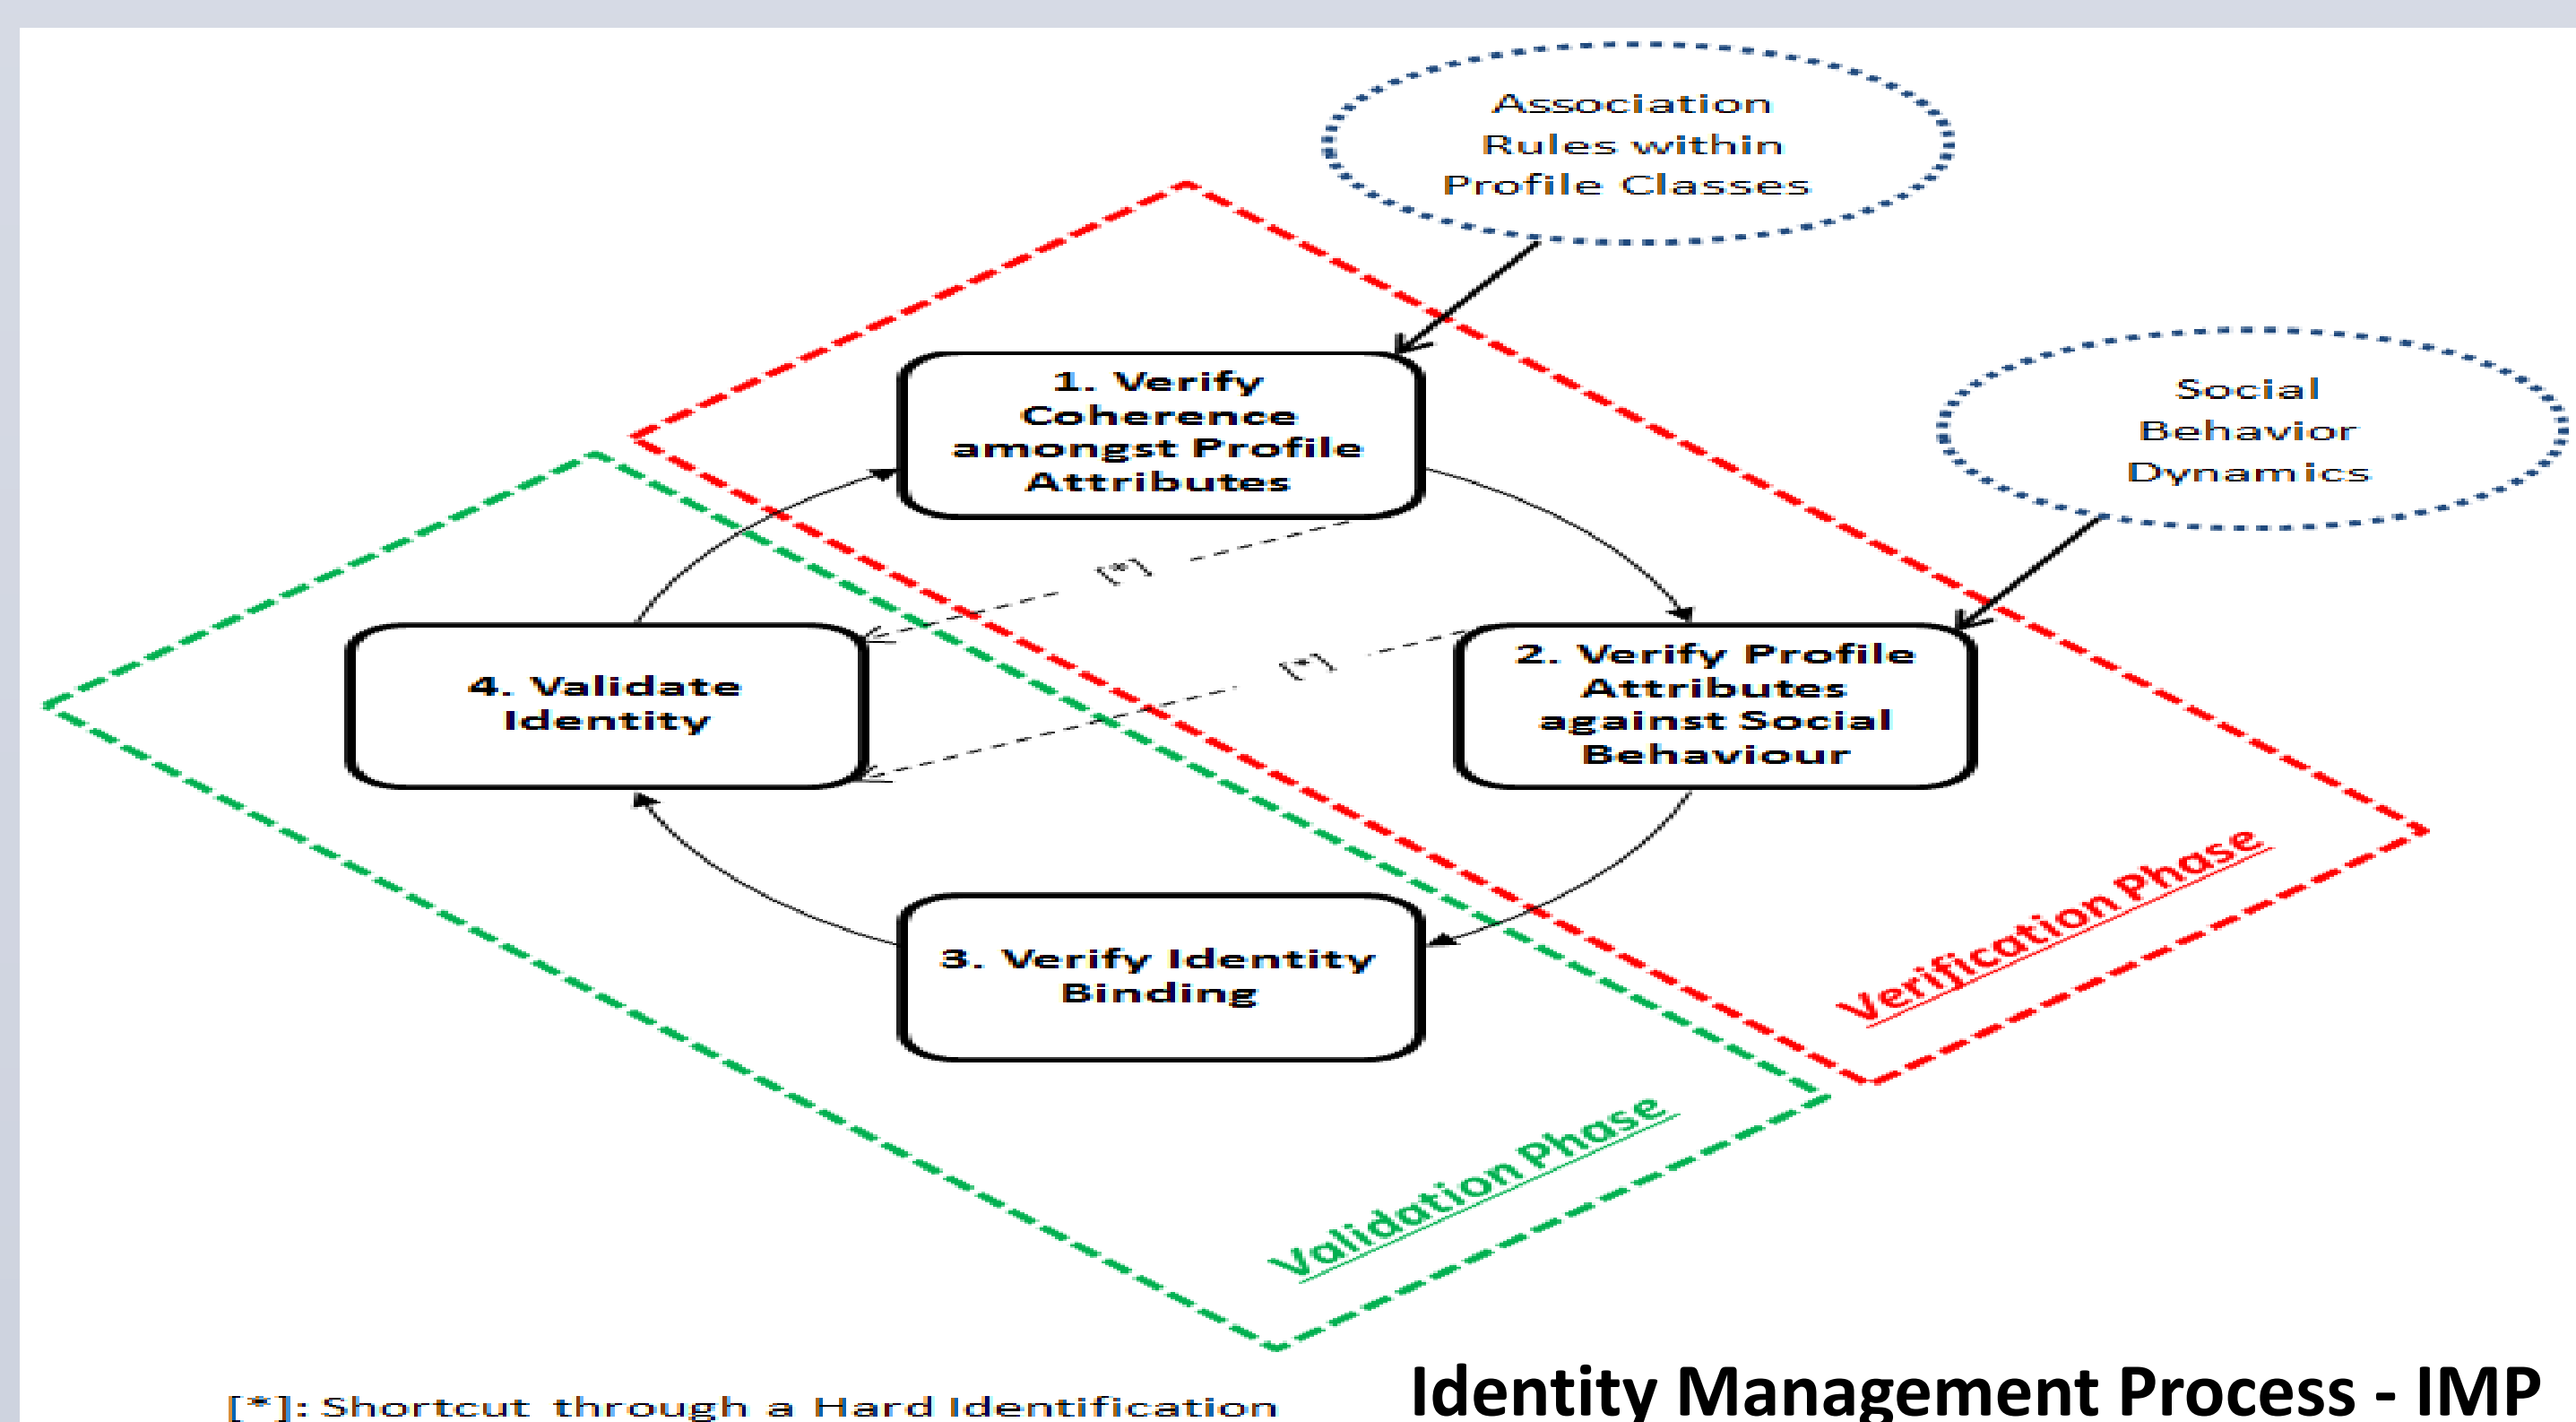 Association
Rules within
Profile Classes
Social
Behavior
Dynamics
1. Verify
Coherence
amongst Profile
Attributes
[*]
[*]
2. Verify Profile
Attributes
against Social
Behaviour
4. Validate
Identity
3. Verify Identity
Binding
Verification Phase
Validation Phase
[*]: Shortcut through a Hard Identification
Identity Management Process - IMP